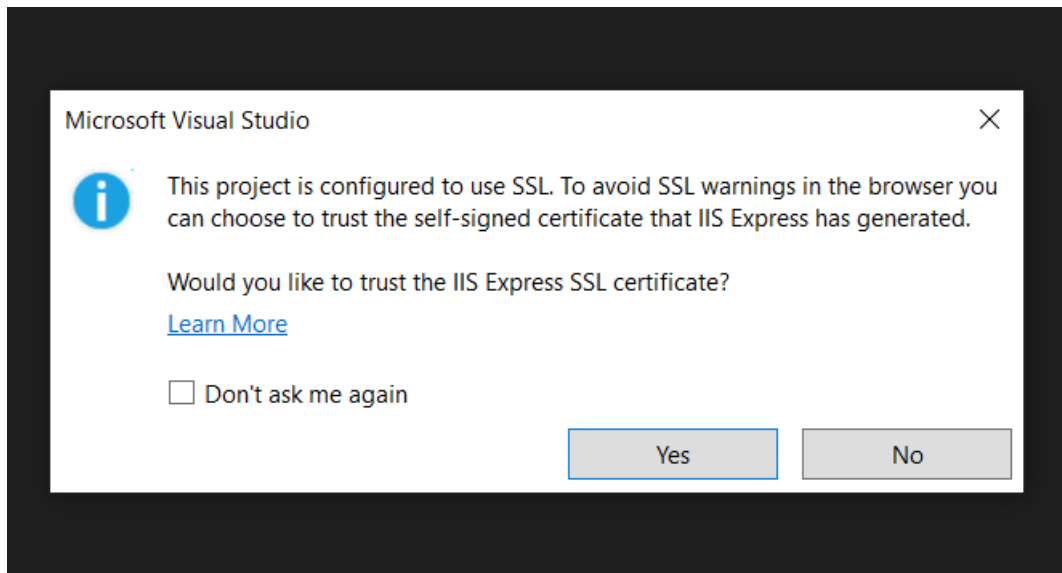 Microsoft Visual Studio
This project is configured to use SSL. To avoid SSL warnings in the browser you
can choose to trust the self-signed certificate that IIS Express has generated.
Would you like to trust the IIS Express SSL certificate?
Learn More
Don't ask me again
Yes
No